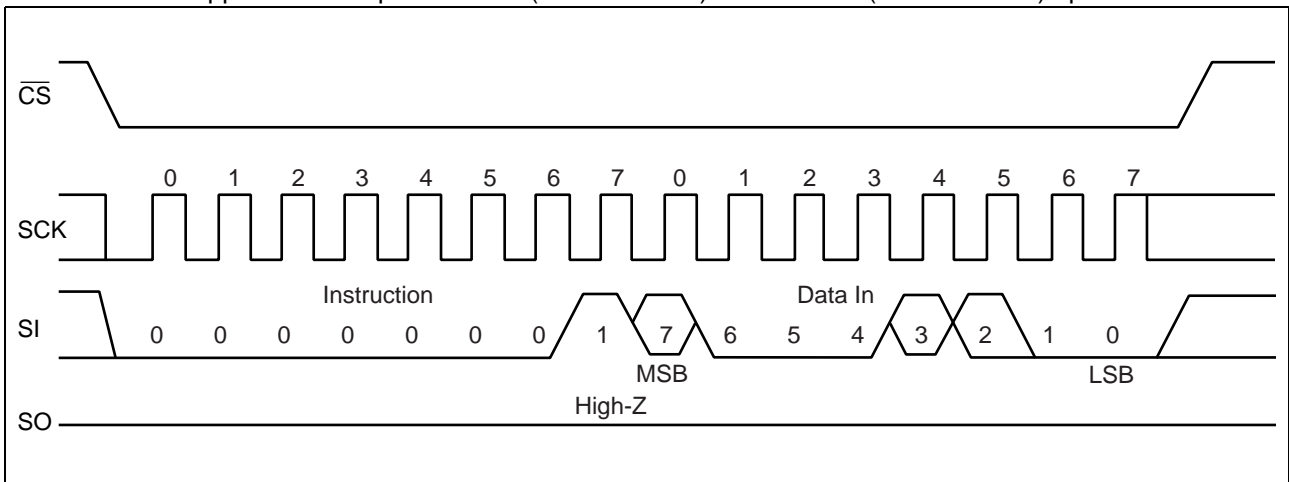 CS
0 1 2 3 4 5 6 7 0 1 2 3 4 5 6 7
SCK
Instruction Data In
SI 0 0 0 0 0 0 0 1 7 6 5 4 3 2 1 0
MSB LSB
High-Z
SO